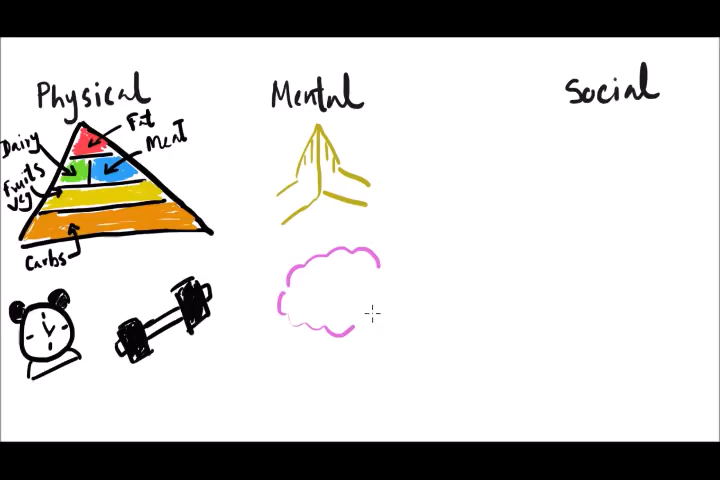 Physical
Mental
Social
Fat
Meat
Dairy
Fruits
veg
Carbs